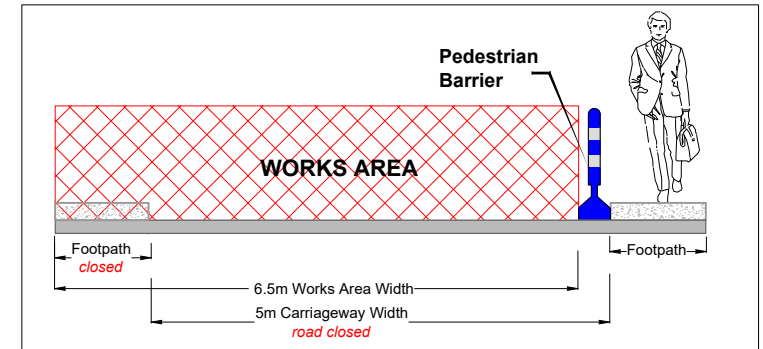 Pedestrian
Barrier
WORKS AREA
Footpath
closed
Footpath
6.5m Works Area Width
5m Carriageway Width
road closed